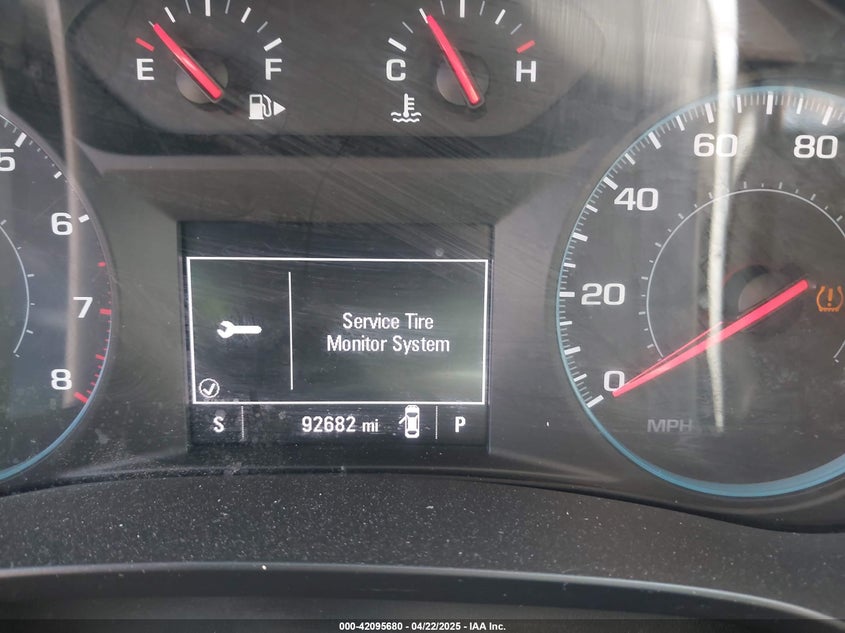 E F
C H
5
6
7
8
0
20
40
60
80
MPH
Service Tire
Monitor System
S 92682 mi P
000-42095680 - 04/22/2025 - IAA Inc.